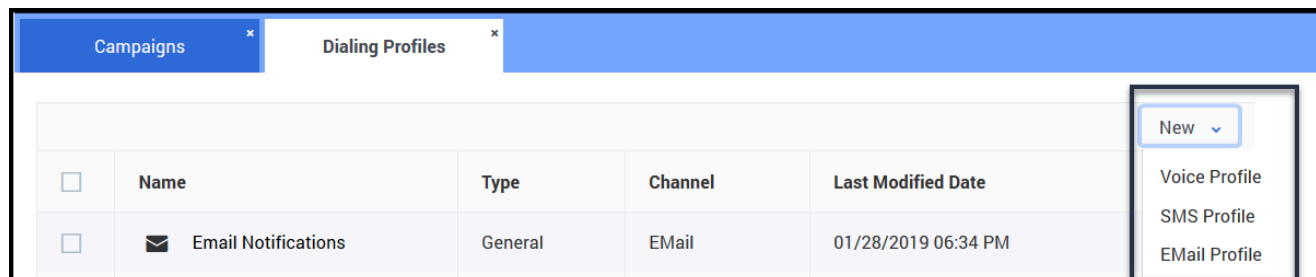 Campaigns × Dialing Profiles ×
New
Name Type Channel Last Modified Date Voice Profile
SMS Profile
Email Notifications General EMail 01/28/2019 06:34 PM EMail Profile